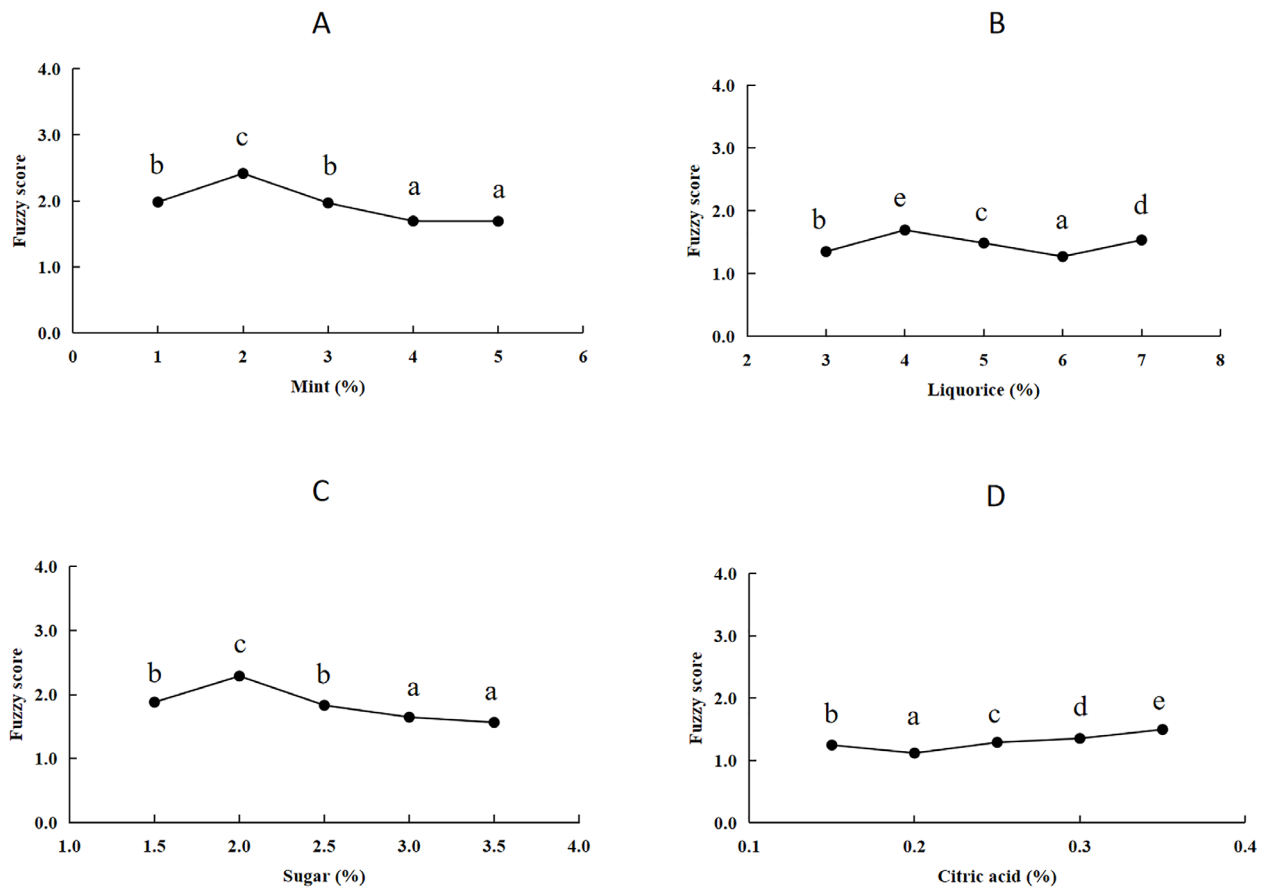 A
4.0
3.0
2.0
1.0
0.0
Fuzzy score
b
c
b
a
a
0 1 2 3 4 5 6
Mint (%)
B
4.0
3.0
2.0
1.0
0.0
Fuzzy score
b
e
c
a
d
2 3 4 5 6 7 8
Liquorice (%)
C
4.0
3.0
2.0
1.0
0.0
Fuzzy score
b
c
b
a
a
1.0 1.5 2.0 2.5 3.0 3.5 4.0
Sugar (%)
D
4.0
3.0
2.0
1.0
0.0
Fuzzy score
b
a
c
d
e
0.1 0.2 0.3 0.4
Citric acid (%)